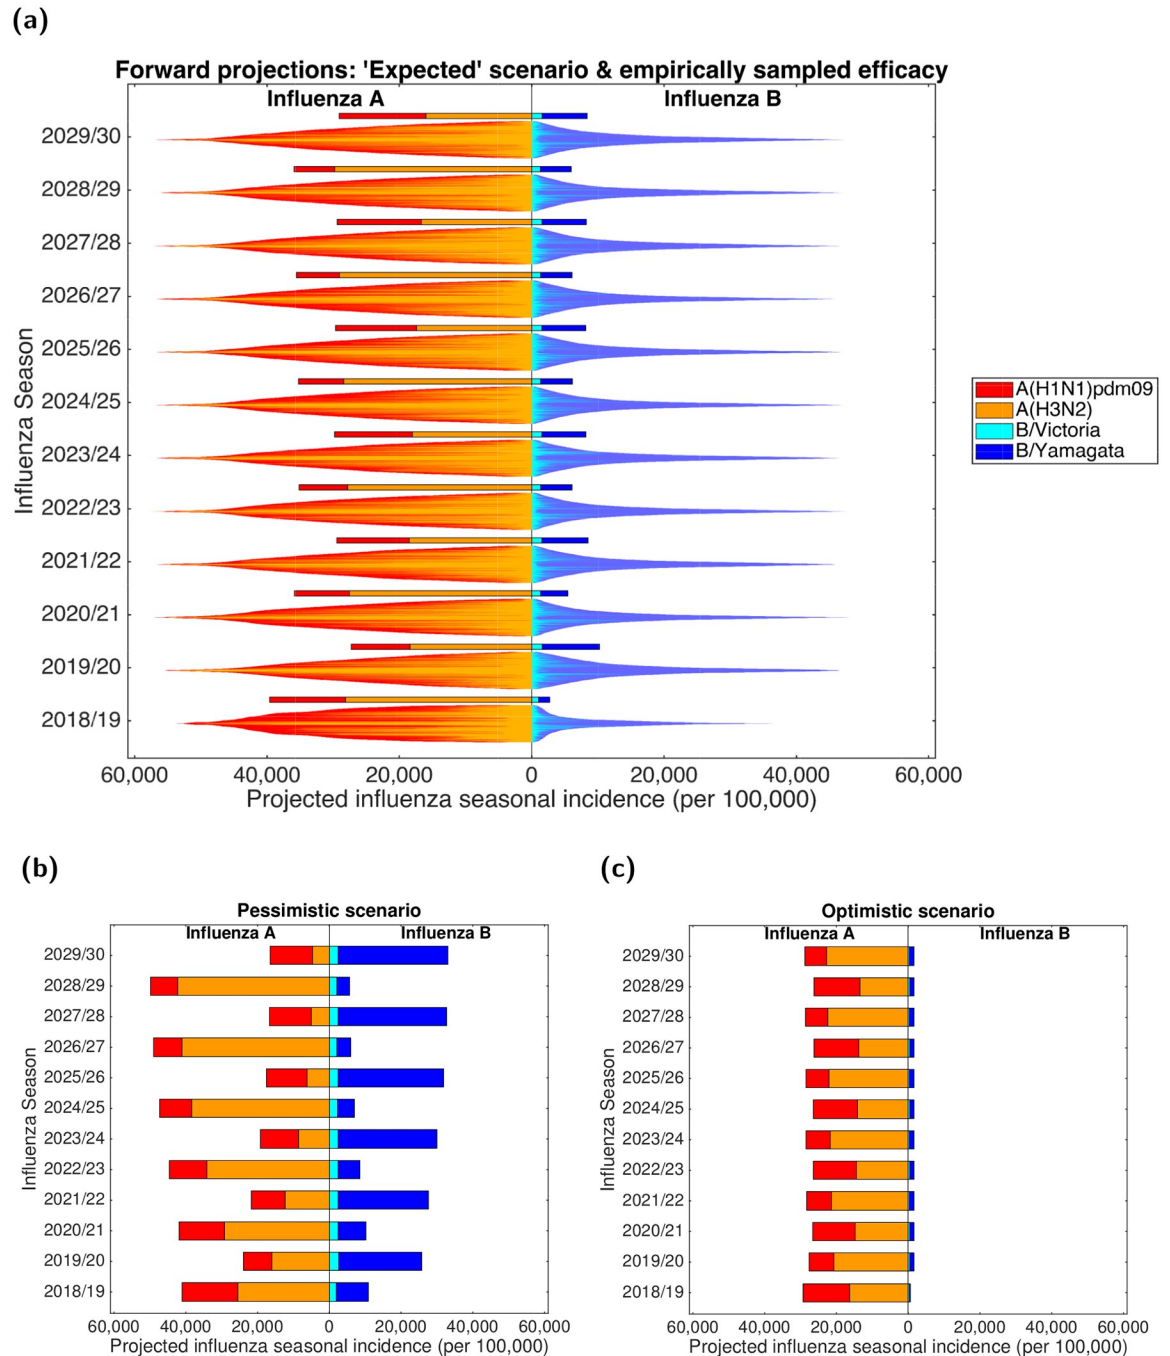 (a)
Forward projections: 'Expected' scenario & empirically sampled efficacy
Influenza A
Influenza B
Influenza Season
2029/30
2028/29
2027/28
2026/27
2025/26
2024/25
2023/24
2022/23
2021/22
2020/21
2019/20
2018/19
60,000 40,000 20,000 0 20,000 40,000 60,000
Projected influenza seasonal incidence (per 100,000)
A(H1N1)pdm09
A(H3N2)
B/Victoria
B/Yamagata
(b)
Pessimistic scenario
Influenza A
Influenza B
Influenza Season
2029/30
2028/29
2027/28
2026/27
2025/26
2024/25
2023/24
2022/23
2021/22
2020/21
2019/20
2018/19
60,000 40,000 20,000 0 20,000 40,000 60,000
Projected influenza seasonal incidence (per 100,000)
(c)
Optimistic scenario
Influenza A
Influenza B
Influenza Season
2029/30
2028/29
2027/28
2026/27
2025/26
2024/25
2023/24
2022/23
2021/22
2020/21
2019/20
2018/19
60,000 40,000 20,000 0 20,000 40,000 60,000
Projected influenza seasonal incidence (per 100,000)